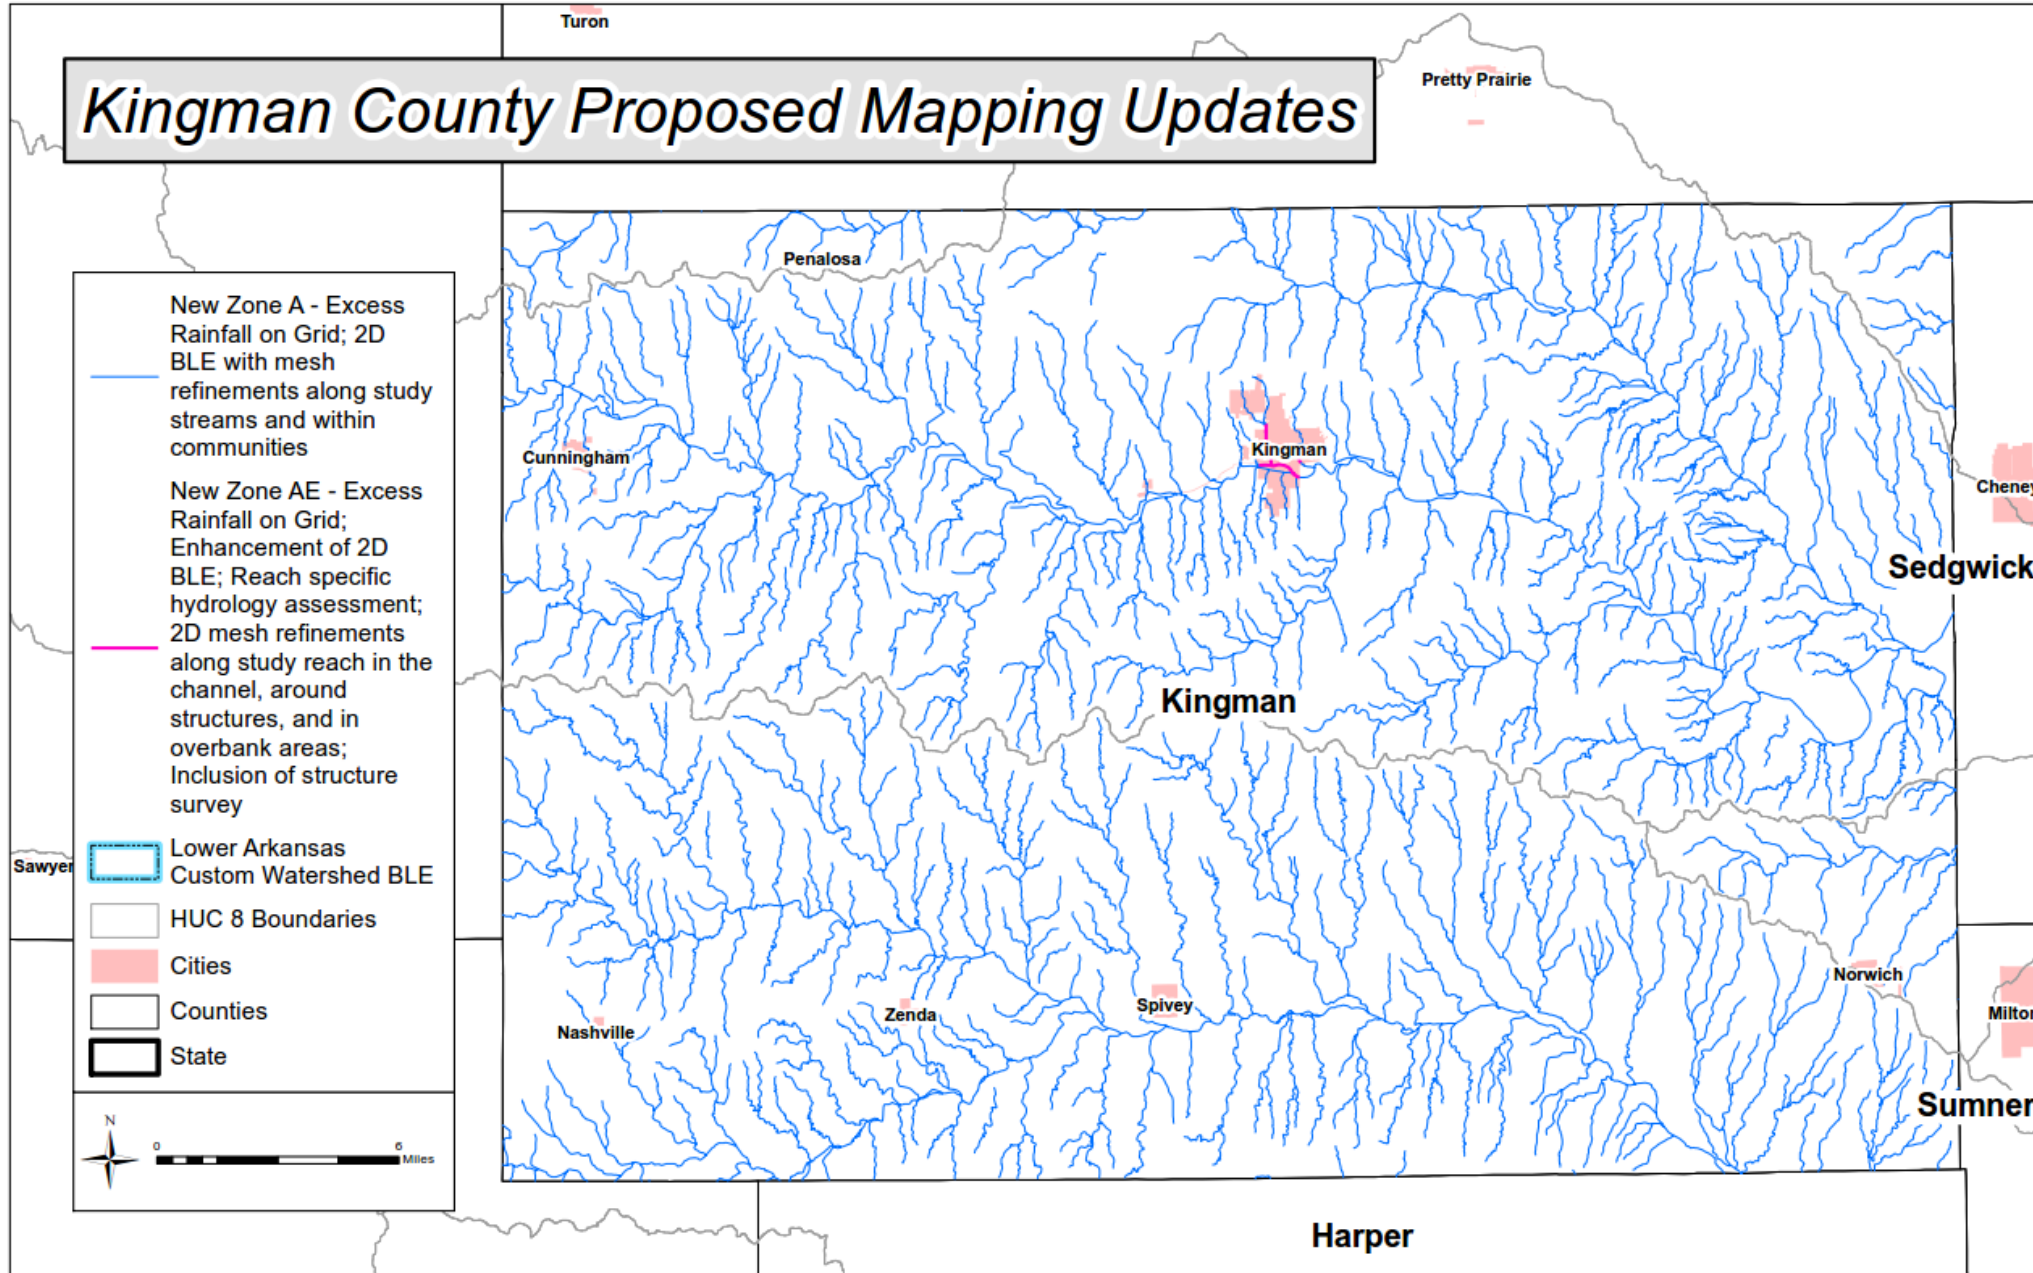 Turon
Pretty Prairie
Kingman County Proposed Mapping Updates
Penalosa
New Zone A - Excess
Rainfall on Grid; 2D
BLE with mesh
refinements along study
streams and within
communities
New Zone AE - Excess
Rainfall on Grid;
Enhancement of 2D
BLE; Reach specific
hydrology assessment;
2D mesh refinements
along study reach in the
channel, around
structures, and in
overbank areas;
Inclusion of structure
survey
Lower Arkansas
Custom Watershed BLE
HUC 8 Boundaries
Cities
Counties
State
N
0 6
Miles
Sawyer
Cunningham
Kingman
Cheney
Sedgwick
Kingman
Norwich
Spivey
Zenda
Milton
Nashville
Sumner
Harper